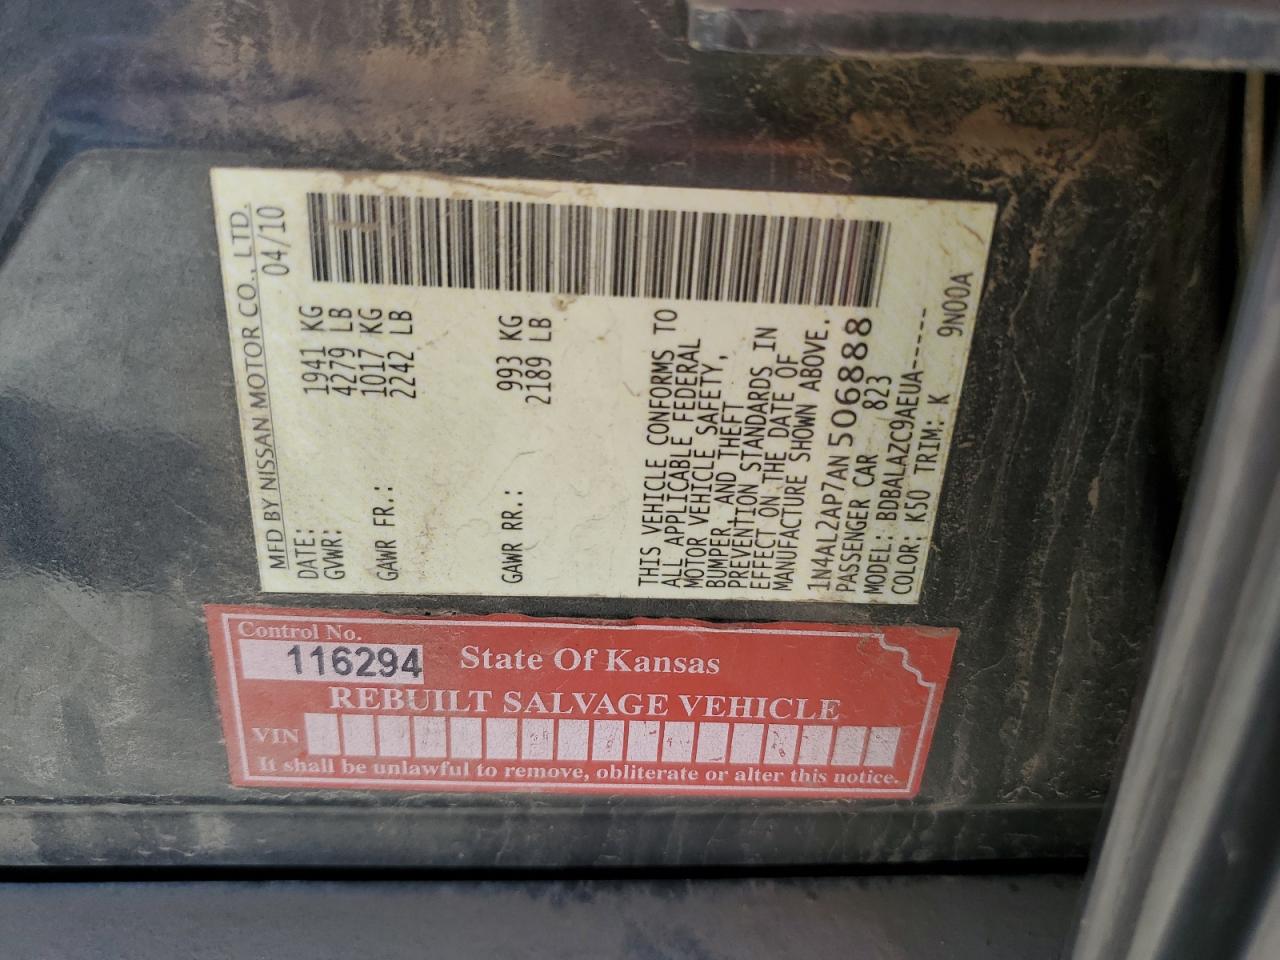 MFD BY NISSAN MOTOR CO., LTD.
DATE: 04/10
GVWR: 1941 KG
4279 LB
GAWR FR.: 1017 KG
2242 LB
GAWR RR.: 993 KG
2189 LB
THIS VEHICLE CONFORMS TO
ALL APPLICABLE FEDERAL
MOTOR VEHICLE SAFETY,
BUMPER, AND THEFT
PREVENTION STANDARDS IN
EFFECT ON THE DATE OF
MANUFACTURE SHOWN ABOVE.
1N4AL2AP7AN506888
PASSENGER CAR 823
MODEL: BDBALAZC9AEUA------
COLOR: K50 TRIM: K 9N00A
Control No.
116294 State Of Kansas
REBUILT SALVAGE VEHICLE
VIN
It shall be unlawful to remove, obliterate or alter this notice.